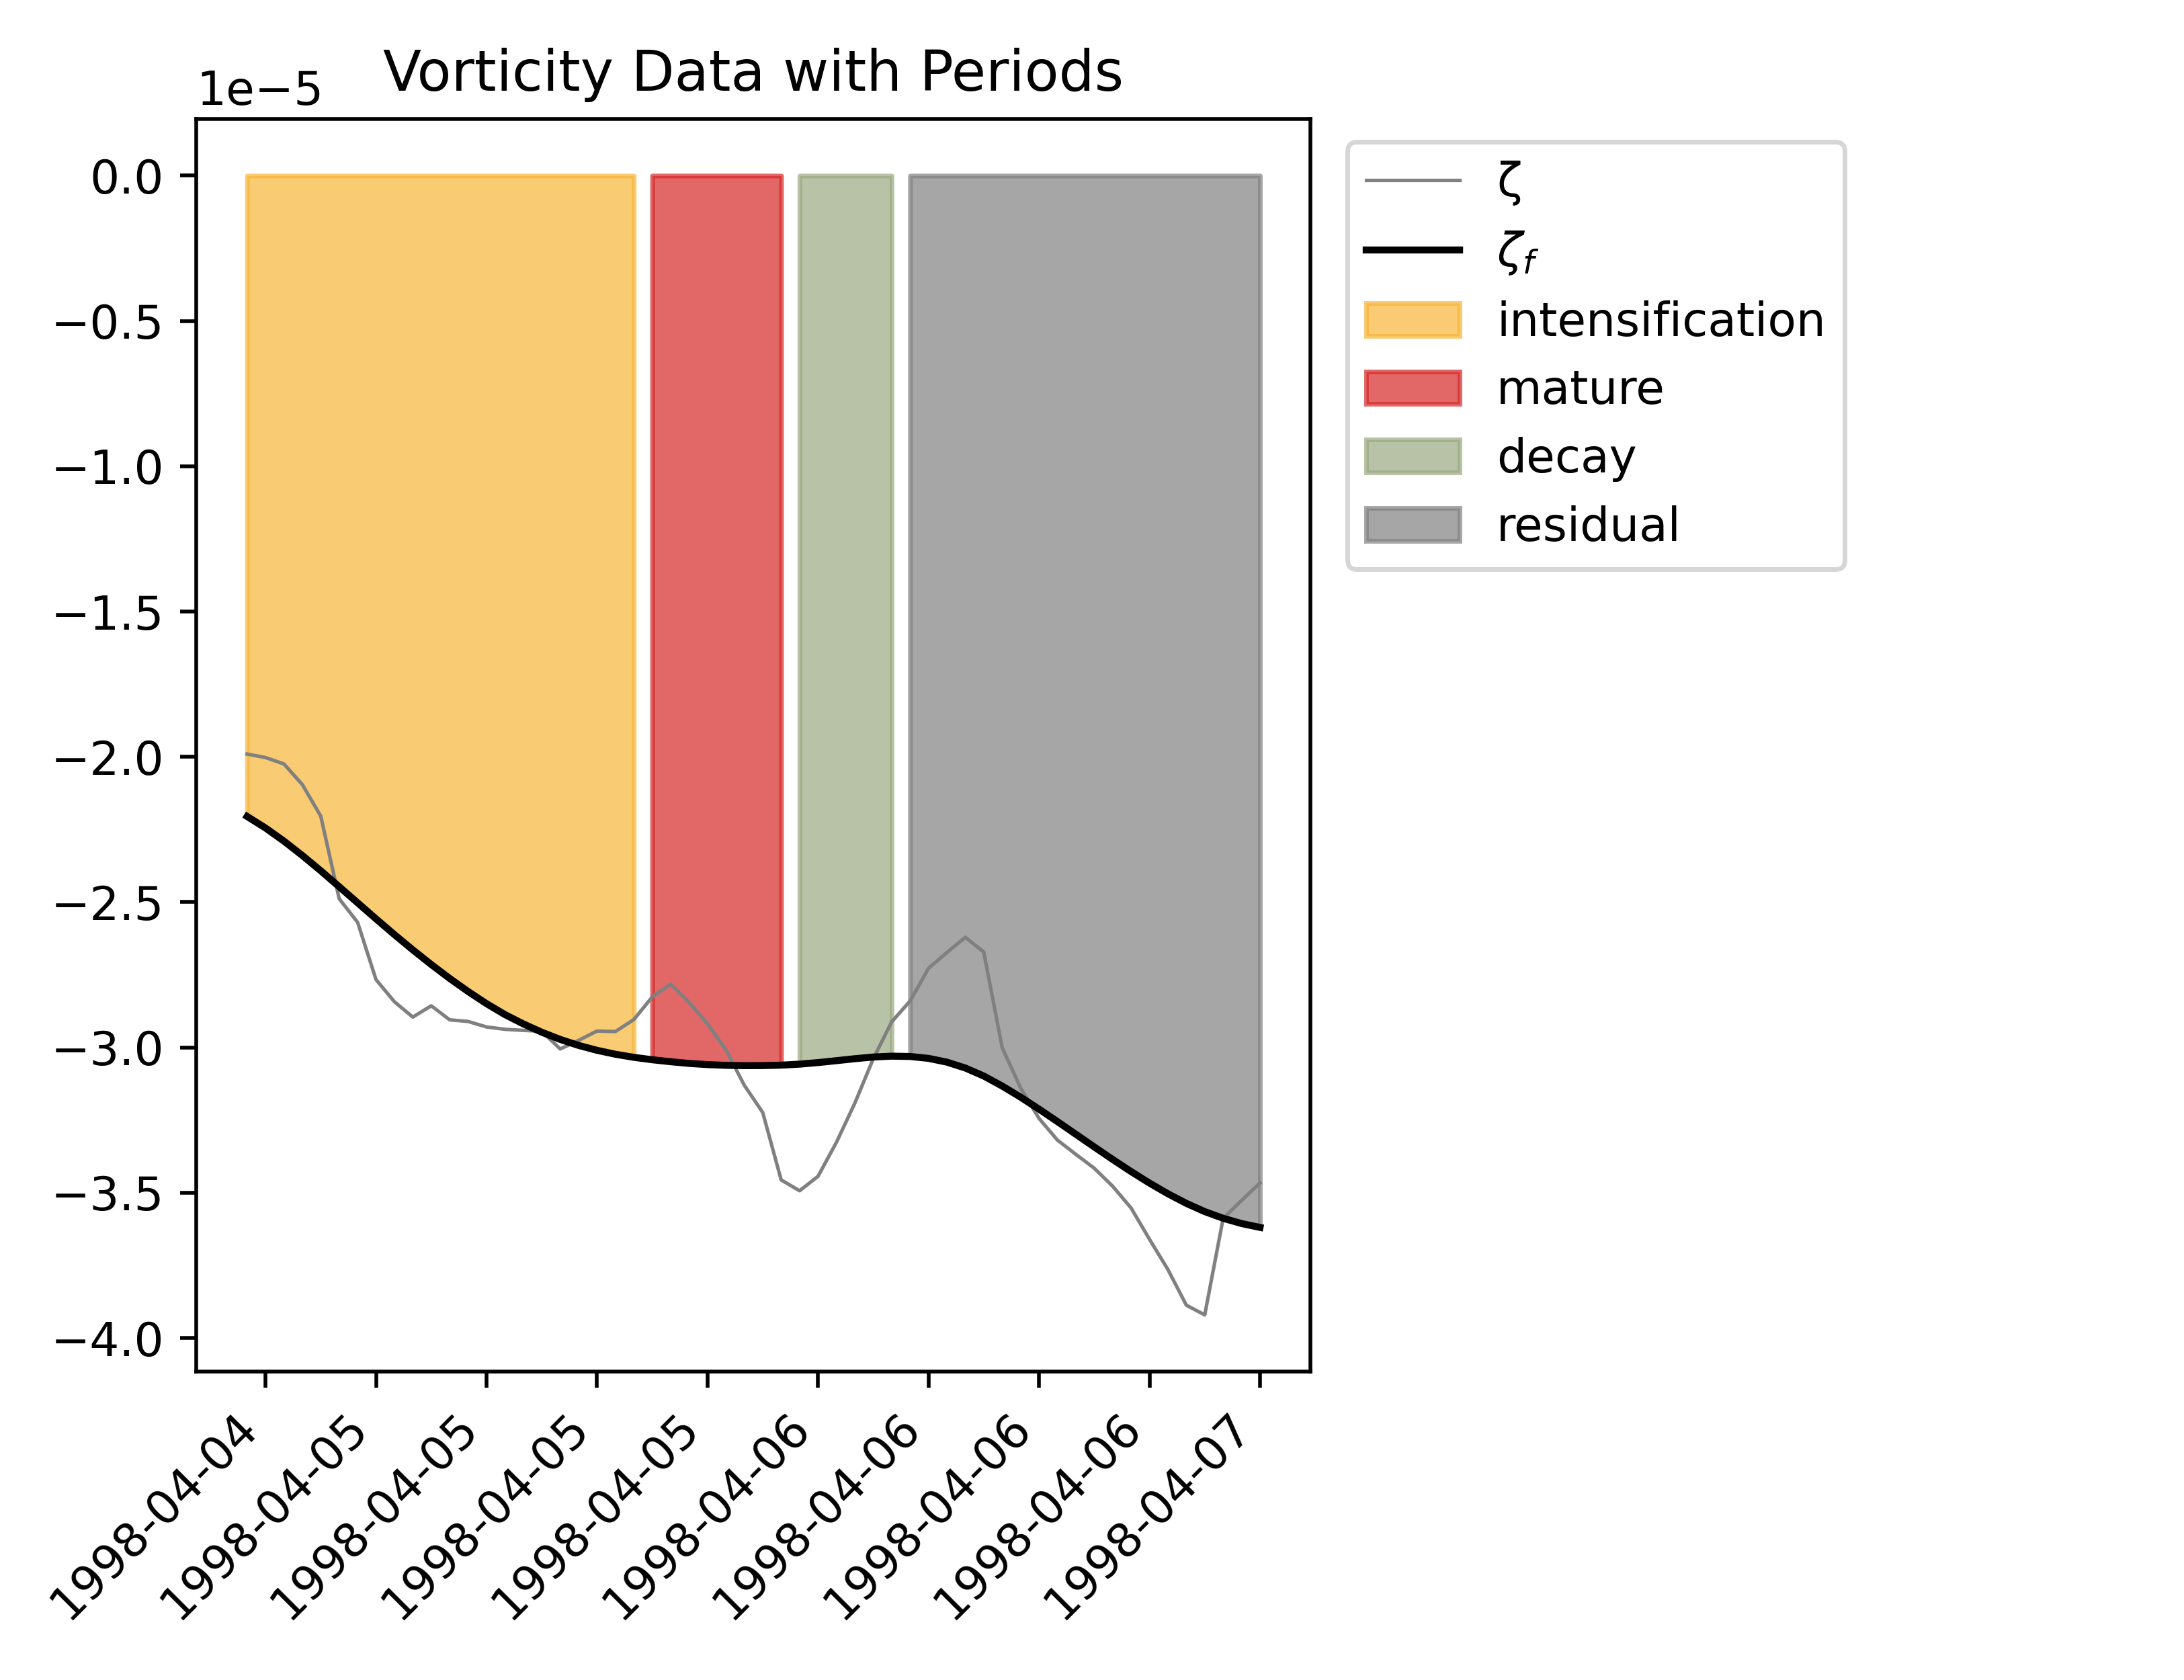 Vorticity Data with Periods
1e−5
0.0
−0.5
−1.0
−1.5
−2.0
−2.5
−3.0
−3.5
−4.0
1998-04-04
1998-04-05
1998-04-05
1998-04-05
1998-04-05
1998-04-06
1998-04-06
1998-04-06
1998-04-06
1998-04-07
ζ
ζf
intensification
mature
decay
residual